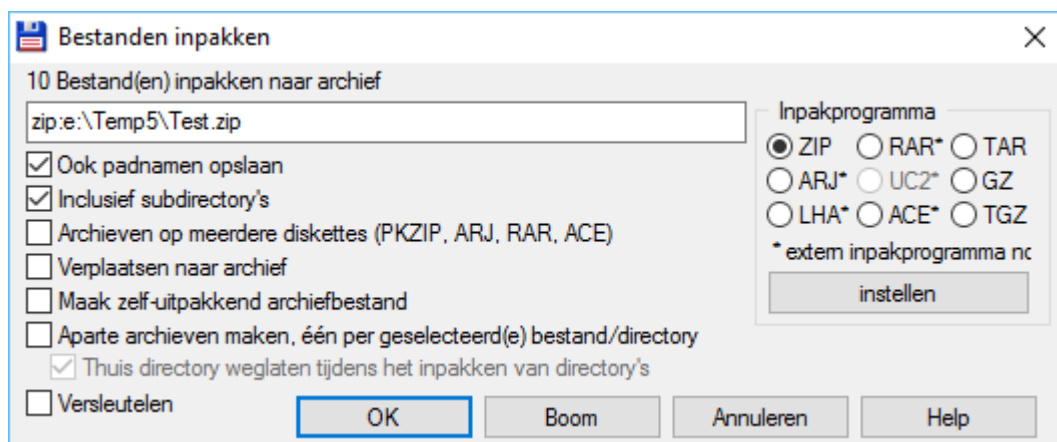 Bestanden inpakken
10 Bestand(en) inpakken naar archief
zip:e:\Temp5\Test.zip
Ook padnamen opslaan
Inclusief subdirectory's
Archieven op meerdere diskettes (PKZIP, ARJ, RAR, ACE)
Verplaatsen naar archief
Maak zelf-uitpakkend archiefbestand
Aparte archieven maken, één per geselecteerd(e) bestand/directory
Thuis directory weglaten tijdens het inpakken van directory's
Versleutelen
Inpakprogramma
ZIP RAR* TAR
ARJ* UC2* GZ
LHA* ACE* TGZ
* extern inpakprogramma nc
instellen
OK Boom Annuleren Help